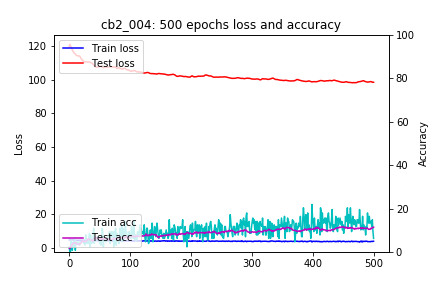 cb2_004: 500 epochs loss and accuracy
Train loss
Test loss
Train acc
Test acc
Loss
Accuracy
120
100
80
60
40
20
0
100
80
60
40
20
0
0
100
200
300
400
500